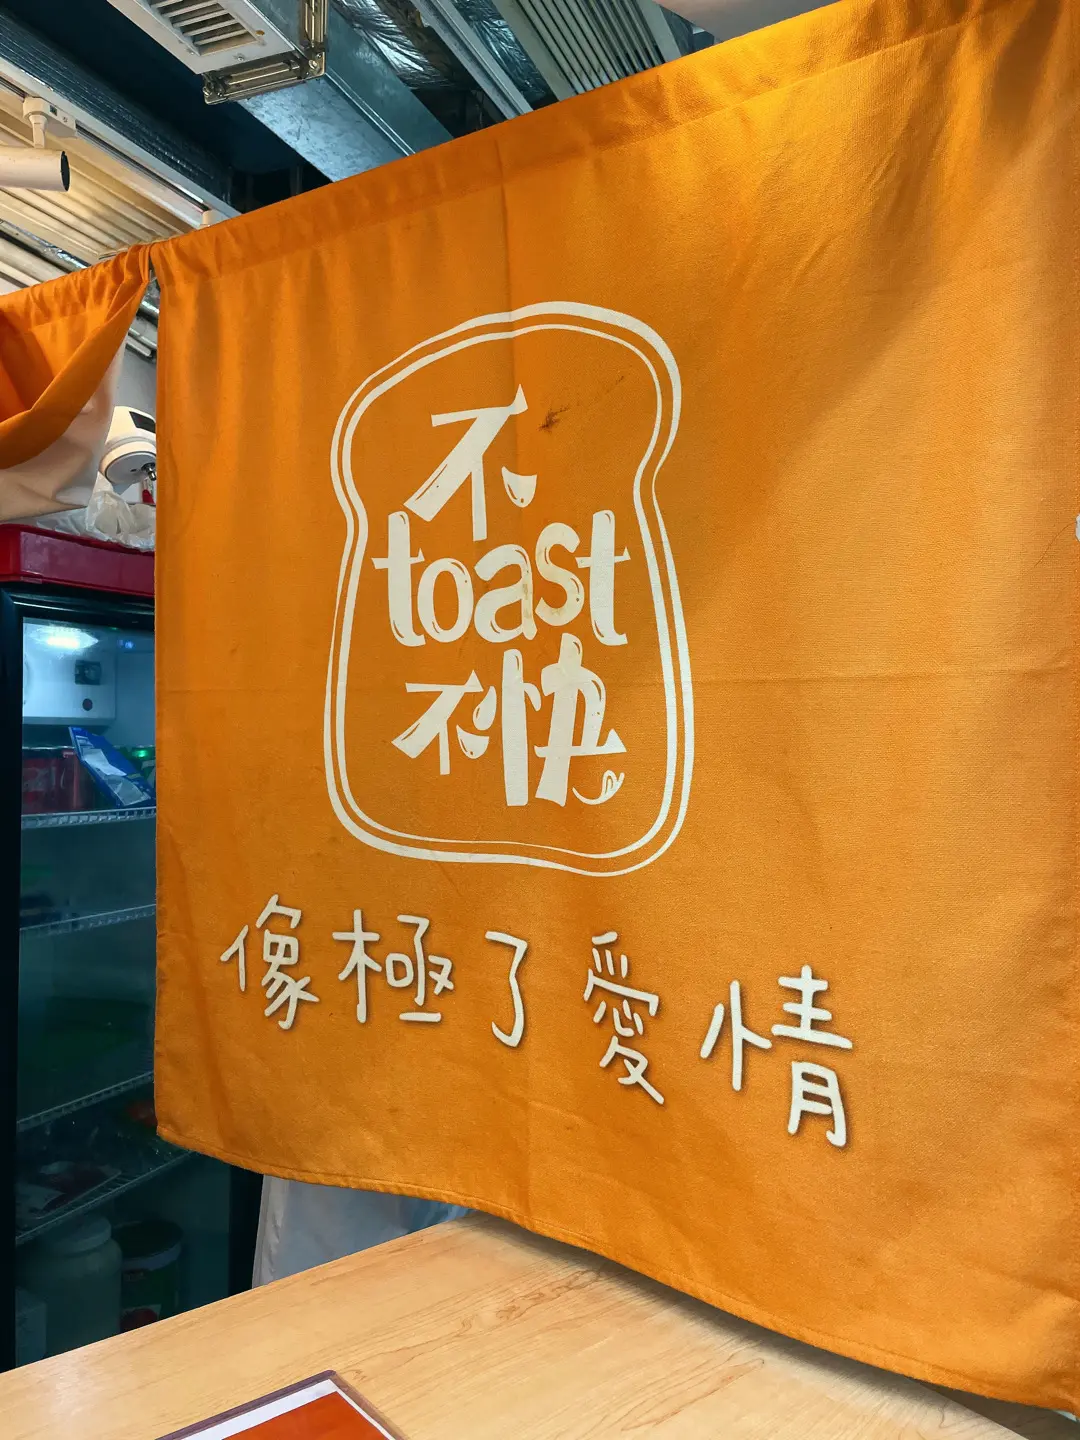 不
toast
不快
像極了愛情